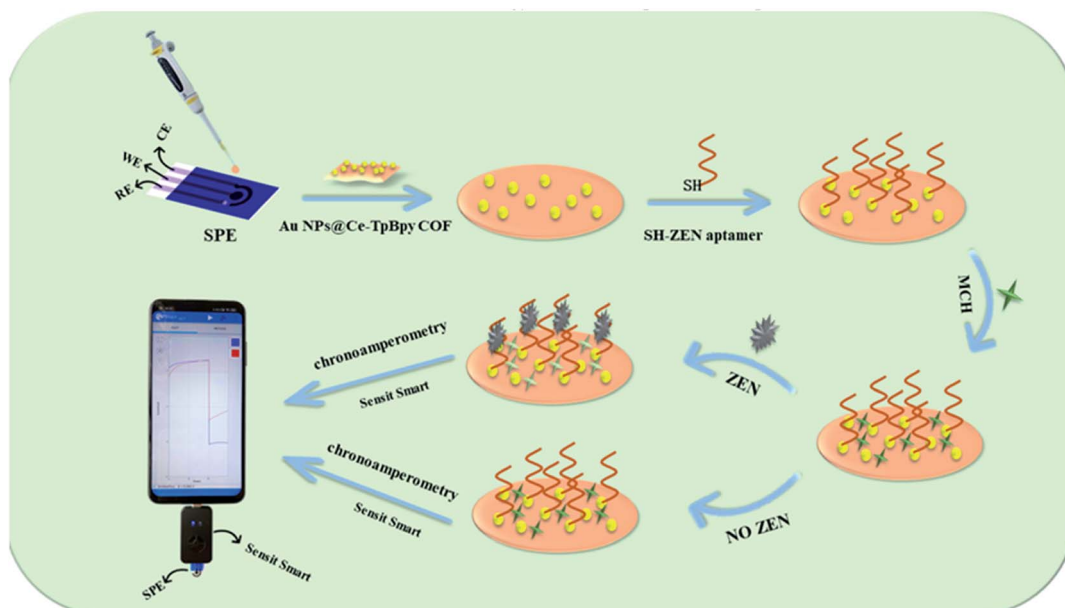 CE
WE
RE
SPE
Au NPs@Ce-TpBpy COF
SH
SH-ZEN aptamer
MCH
ZEN
NO ZEN
chronoamperometry
Sensit Smart
chronoamperometry
Sensit Smart
Sensit Smart
SPE